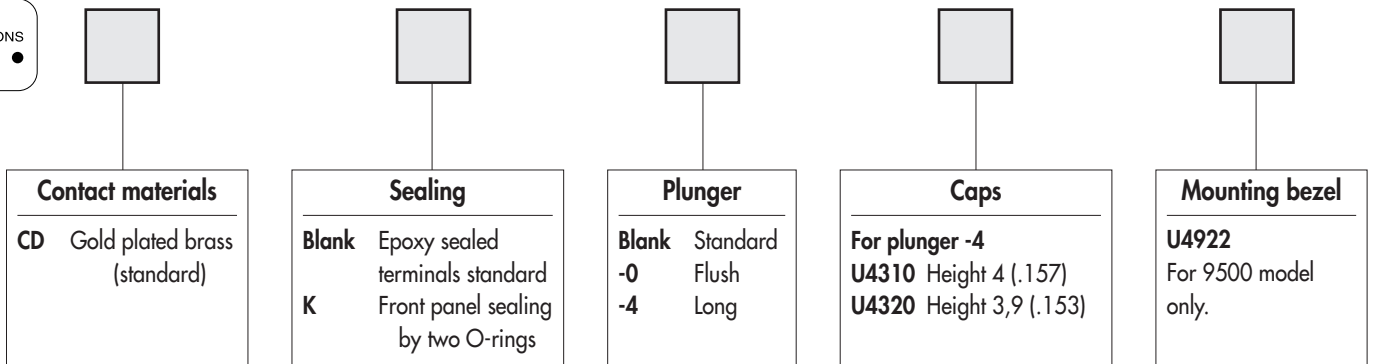 Contact materials
CD Gold plated brass
(standard)
Sealing
Blank Epoxy sealed
terminals standard
K Front panel sealing
by two O-rings
Plunger
Blank Standard
-0 Flush
-4 Long
Caps
For plunger -4
U4310 Height 4 (.157)
U4320 Height 3,9 (.153)
Mounting bezel
U4922
For 9500 model
only.